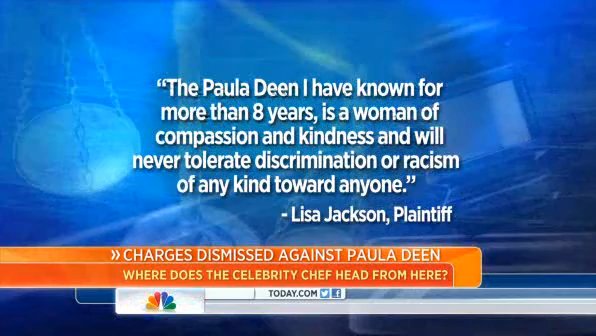 “The Paula Deen I have known for
more than 8 years, is a woman of
compassion and kindness and will
never tolerate discrimination or racism
of any kind toward anyone.”
- Lisa Jackson, Plaintiff
» CHARGES DISMISSED AGAINST PAULA DEEN
WHERE DOES THE CELEBRITY CHEF HEAD FROM HERE?
TODAY.COM